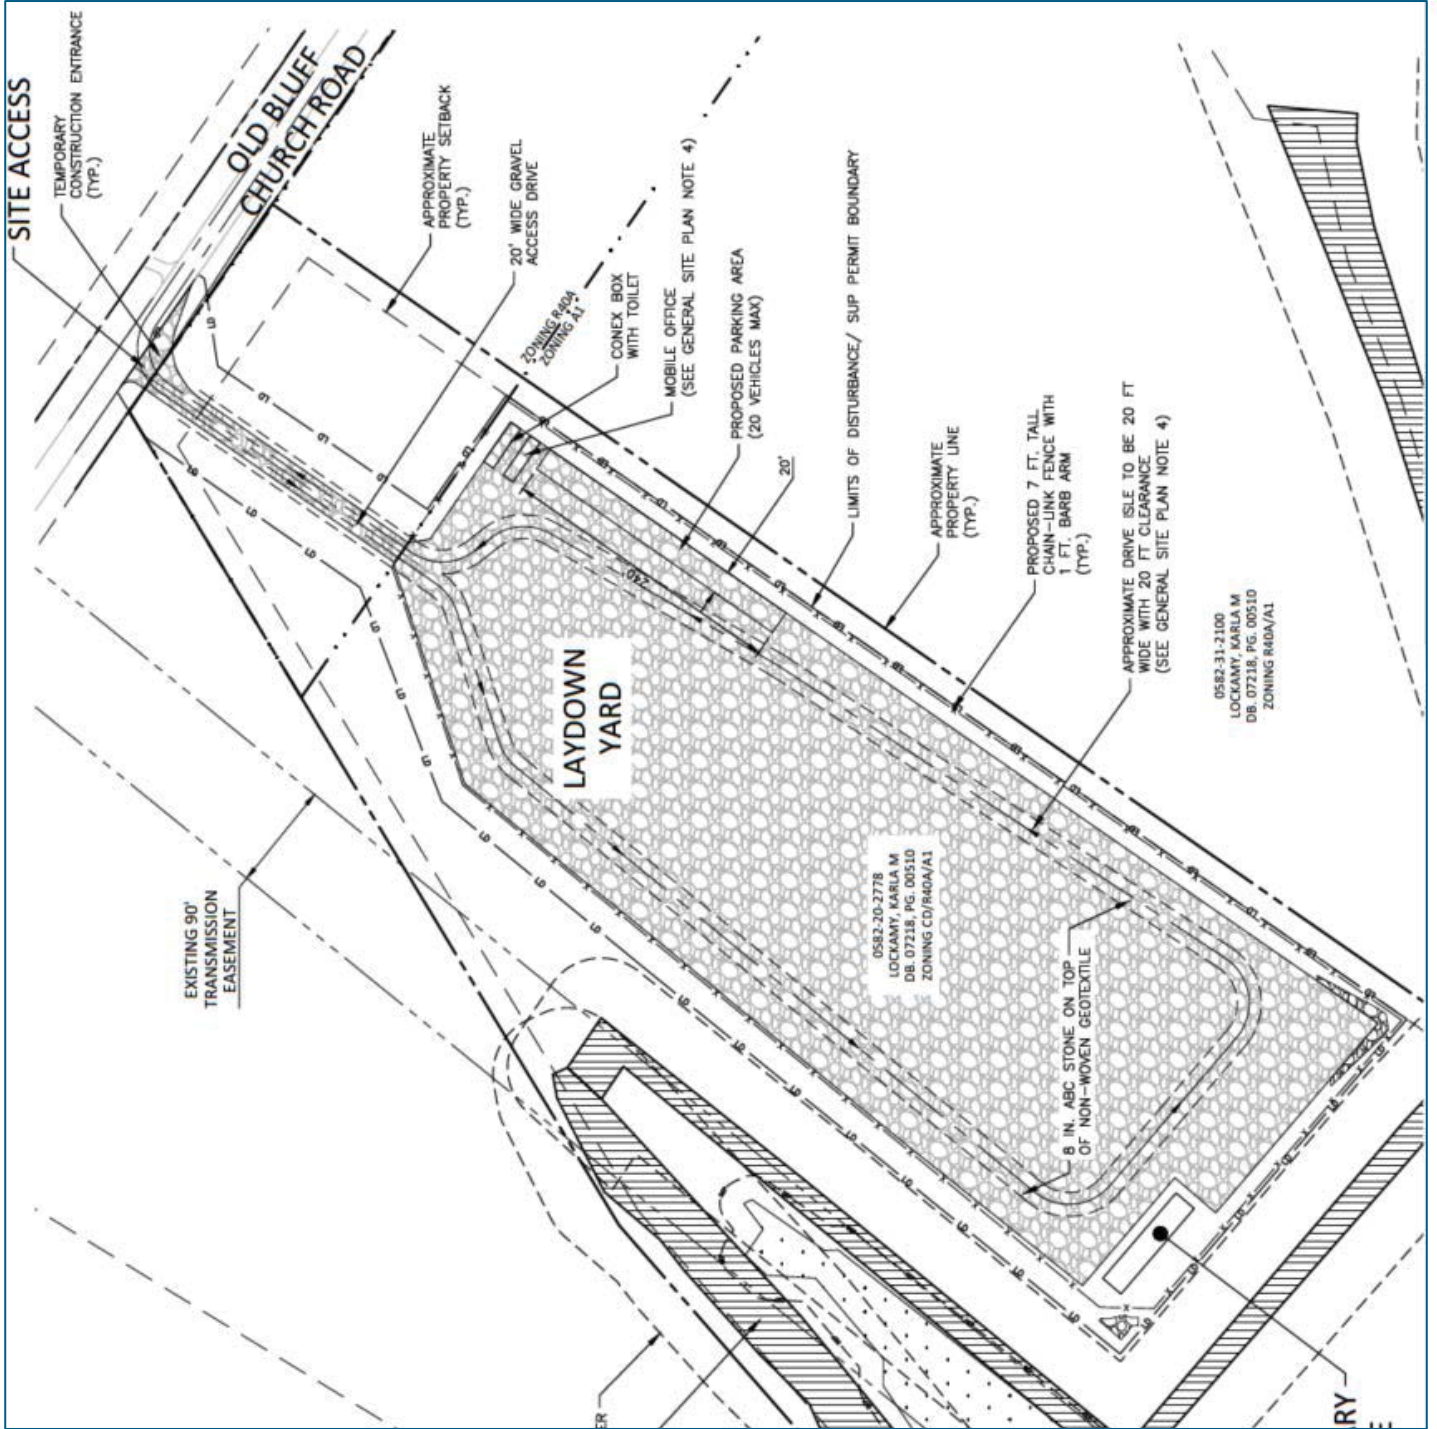 SITE ACCESS
TEMPORARY
CONSTRUCTION ENTRANCE
(TYP.)
OLD BLUFF
CHURCH ROAD
APPROXIMATE
PROPERTY SETBACK
(TYP.)
20' WIDE GRAVEL
ACCESS DRIVE
ZONING R40A
ZONING A1
CONEX BOX
WITH TOILET
MOBILE OFFICE
(SEE GENERAL SITE PLAN NOTE 4)
PROPOSED PARKING AREA
(20 VEHICLES MAX)
20'
240'
LIMITS OF DISTURBANCE/ SUP PERMIT BOUNDARY
APPROXIMATE
PROPERTY LINE
(TYP.)
PROPOSED 7 FT. TALL
CHAIN-LINK FENCE WITH
1 FT. BARB ARM
(TYP.)
APPROXIMATE DRIVE ISLE TO BE 20 FT
WIDE WITH 20 FT CLEARANCE
(SEE GENERAL SITE PLAN NOTE 4)
0582-31-2100
LOCKAMY, KARLA M
DB. 07218, PG. 00510
ZONING R40A/A1
LAYDOWN
YARD
EXISTING 90'
TRANSMISSION
EASEMENT
0582-20-2778
LOCKAMY, KARLA M
DB. 07218, PG. 00510
ZONING CD/R40A/A1
8 IN. ABC STONE ON TOP
OF NON-WOVEN GEOTEXTILE
ER
RY
E